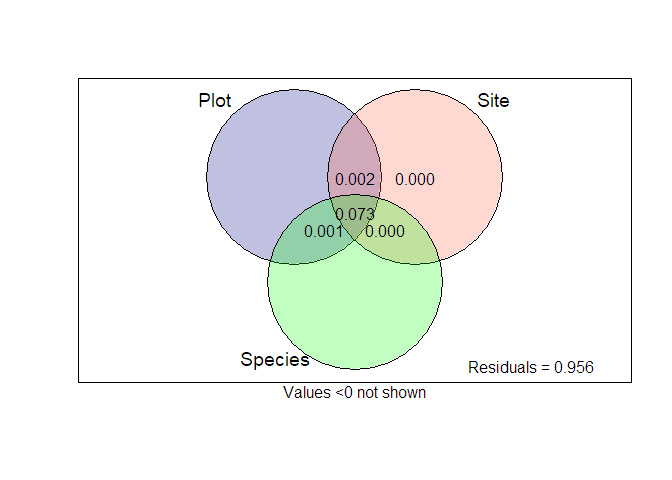 Plot
Site
0.002
0.000
0.073
0.001
0.000
Species
Residuals = 0.956
Values <0 not shown